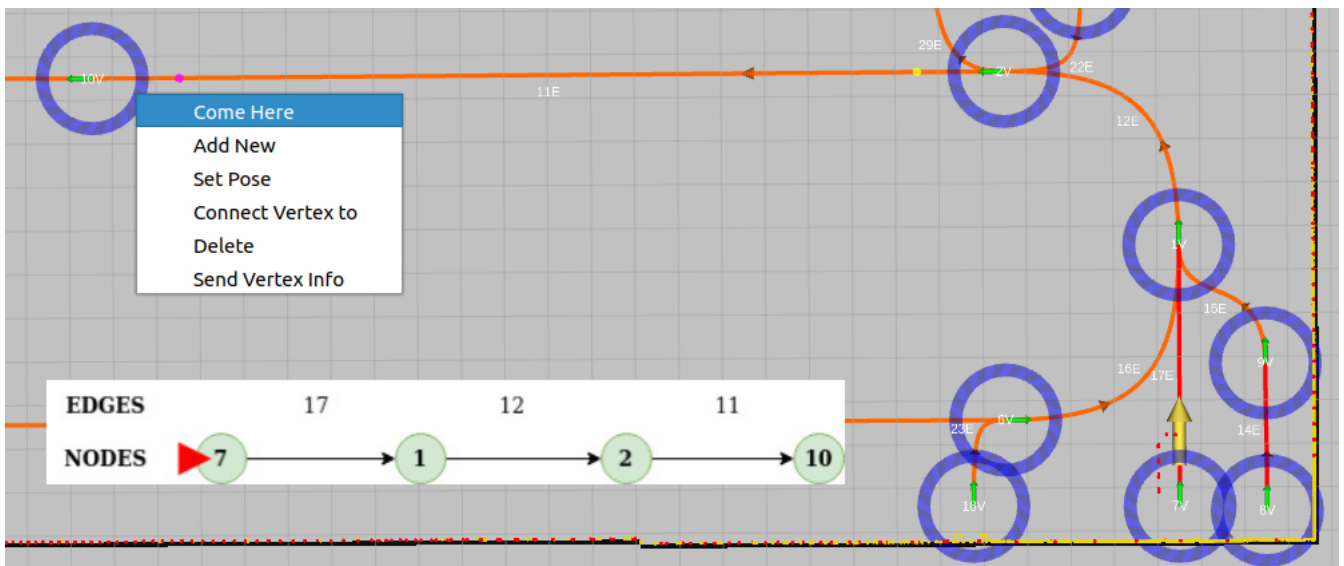 29E
2V
22E
10V
11E
Come Here
12E
Add New
Set Pose
Connect Vertex to
1V
Delete
Send Vertex Info
15E
9V
16E 17E
EDGES 17 12 11
6V
23E
14E
NODES 7 1 2 10
18V
7V
8V